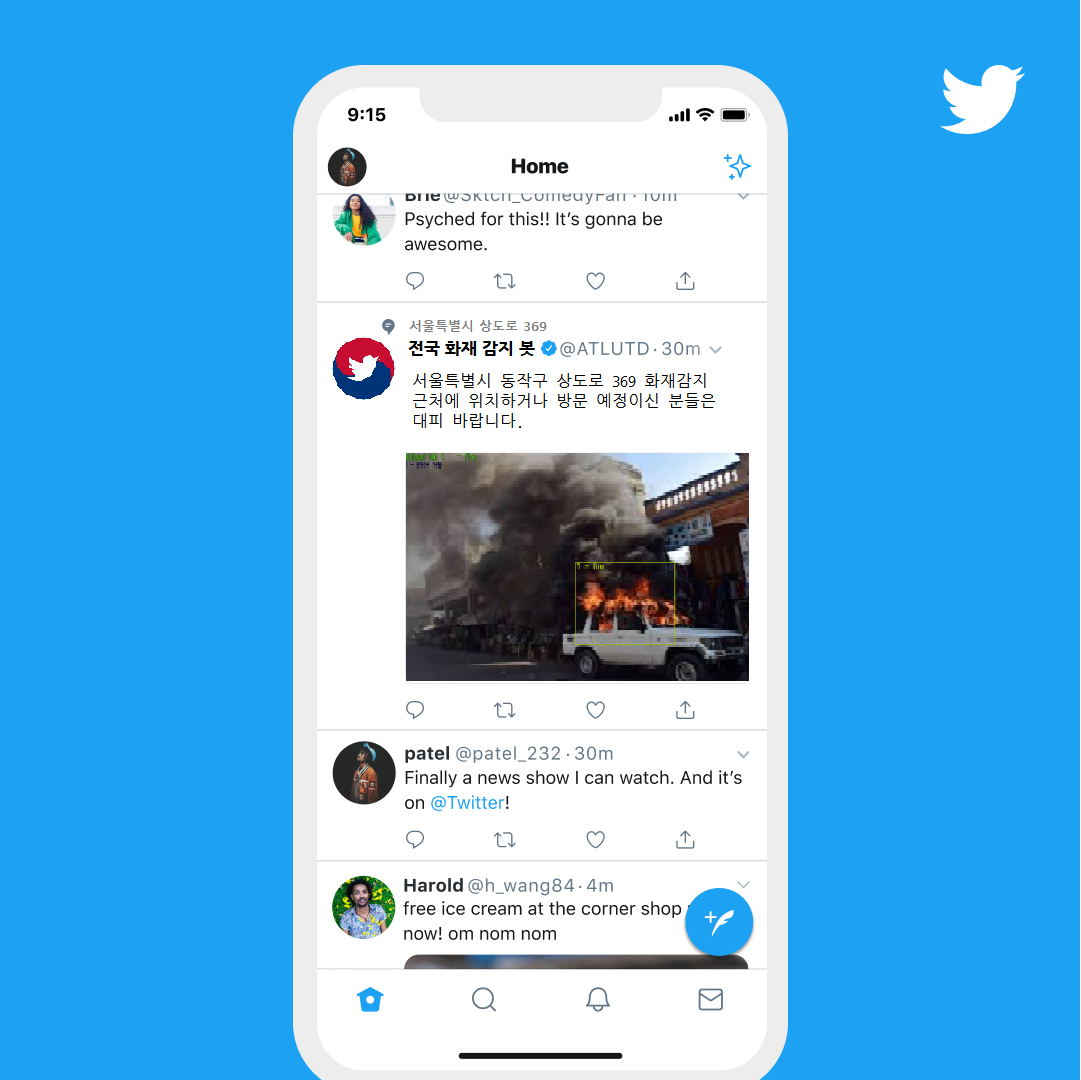 9:15
Home
Brie @Sktch_ComedyFan · 10m
Psyched for this!! It’s gonna be
awesome.
서울특별시 상도로 369
전국 화재 감지 봇 @ATLUTD · 30m
서울특별시 동작구 상도로 369 화재감지
근처에 위치하거나 방문 예정이신 분들은
대피 바랍니다.
patel @patel_232 · 30m
Finally a news show I can watch. And it’s
on @Twitter!
Harold @h_wang84 · 4m
free ice cream at the corner shop
now! om nom nom